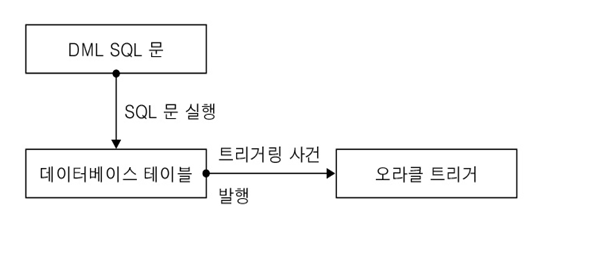 DML SQL 문
SQL 문 실행
트리거링 사건
데이터베이스 테이블
오라클 트리거
발행